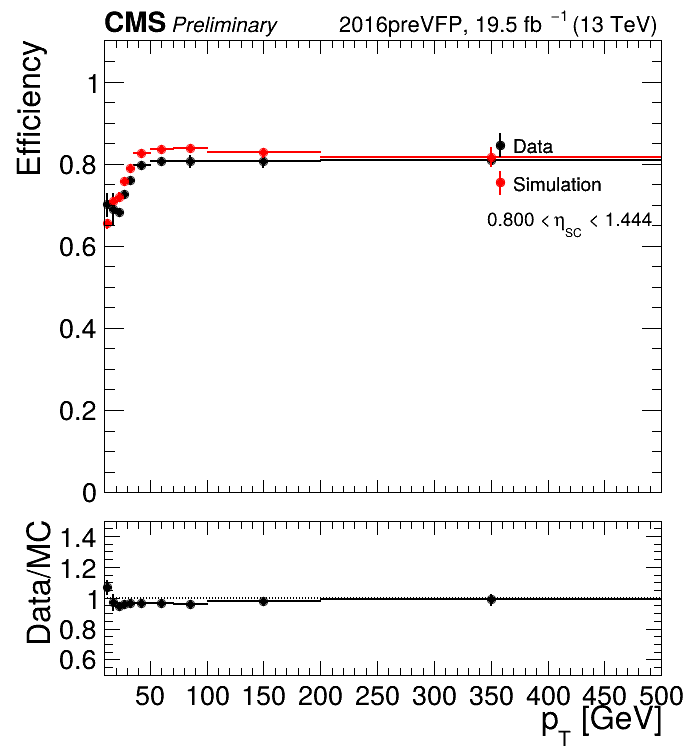 CMS Preliminary 2016preVFP, 19.5 fb⁻¹ (13 TeV)
Efficiency
1
0.8
0.6
0.4
0.2
0
Data
Simulation
0.800 < η_SC < 1.444
Data/MC
1.4
1.2
1
0.8
0.6
50 100 150 200 250 300 350 400 450 500
p_T [GeV]